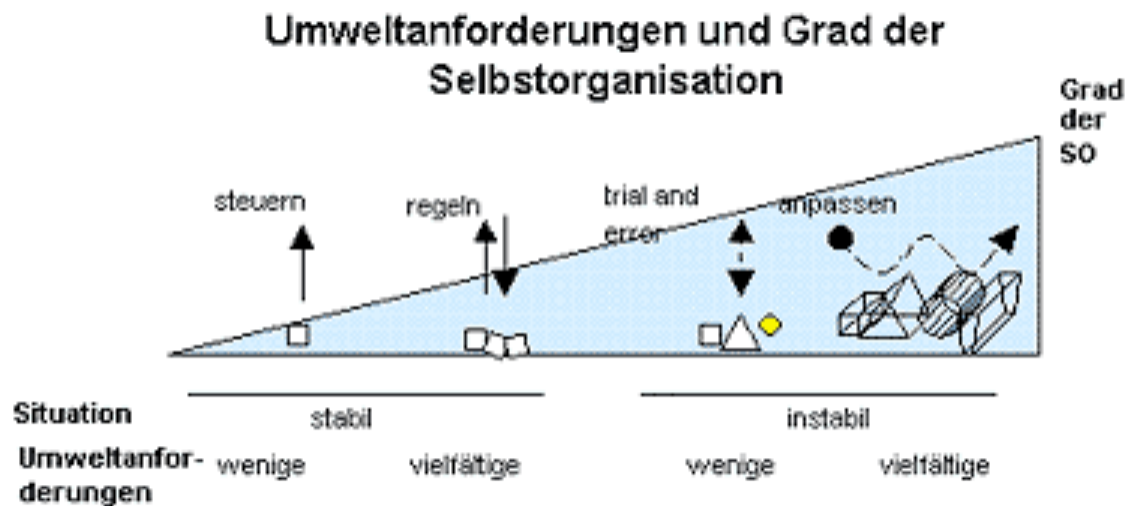 Umweltanforderungen und Grad der
Selbstorganisation
Grad
der
SO
steuern
regeln
trial and
error
anpassen
Situation
stabil
instabil
Umweltanfor-
derungen
wenige
vielfältige
wenige
vielfältige